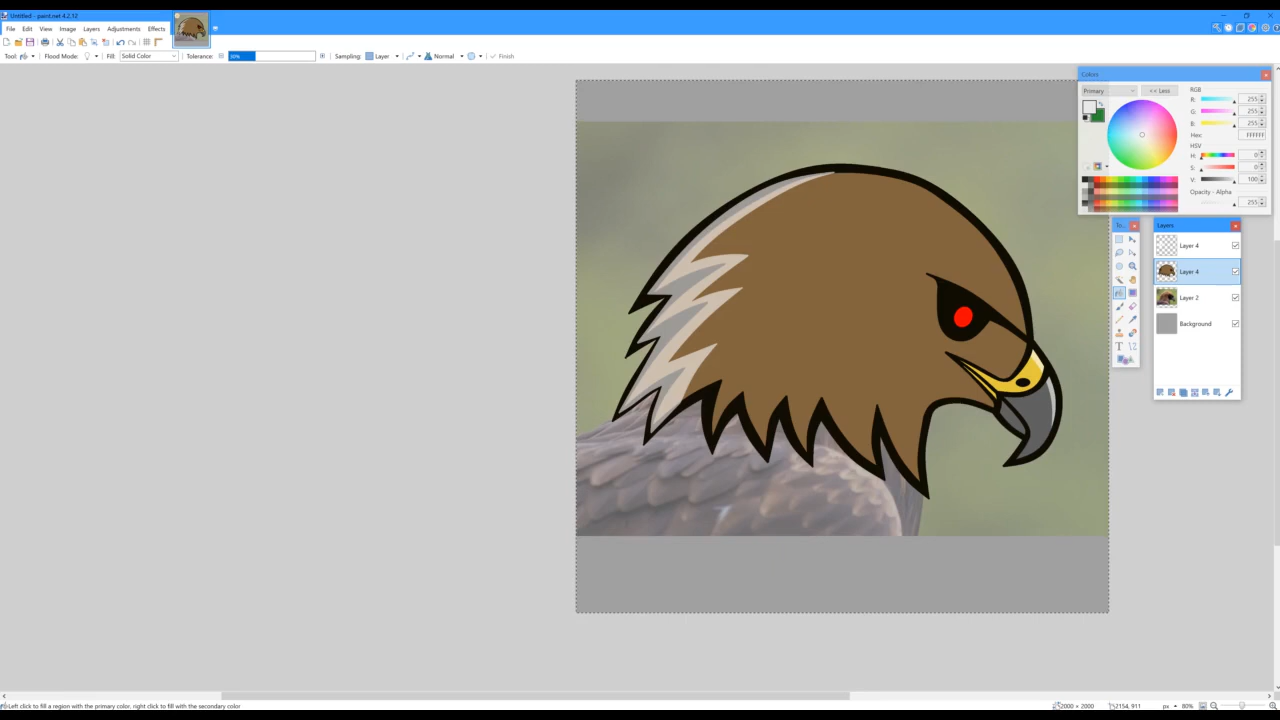 Untitled - paint.net 4.2.12
File Edit View Image Layers Adjustments Effects
Tool: Flood Mode: Fill: Solid Color Tolerance: 30% Sampling: Layer Normal Finish
Colors
Primary << Less
RGB
R: 255
G: 255
B: 255
Hex: FFFFFF
HSV
H: 0
S: 0
V: 100
Opacity - Alpha
255
To...
T
Layers
Layer 4
Layer 4
Layer 2
Background
Left click to fill a region with the primary color, right click to fill with the secondary color 2000 × 2000 2154, 911 px 80%